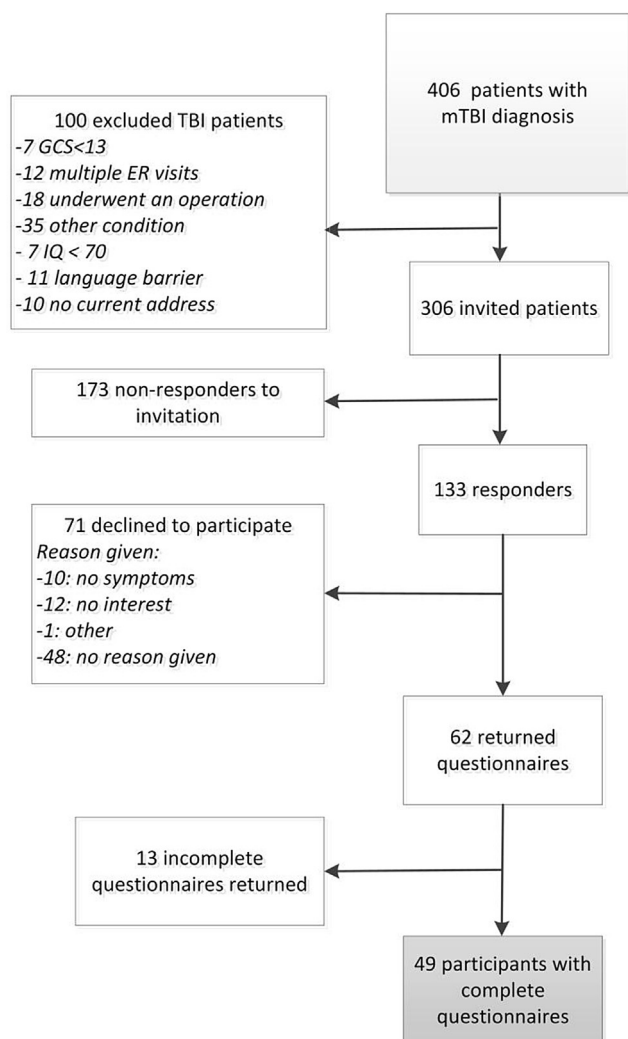 406 patients with
mTBI diagnosis
100 excluded TBI patients
-7 GCS<13
-12 multiple ER visits
-18 underwent an operation
-35 other condition
- 7 IQ < 70
- 11 language barrier
-10 no current address
306 invited patients
173 non-responders to
invitation
133 responders
71 declined to participate
Reason given:
-10: no symptoms
-12: no interest
-1: other
-48: no reason given
62 returned
questionnaires
13 incomplete
questionnaires returned
49 participants with
complete
questionnaires